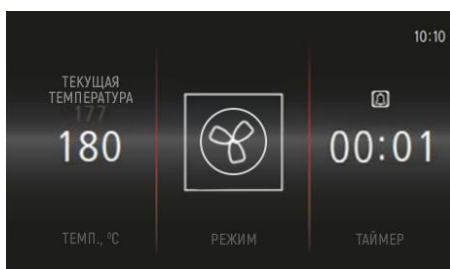 10:10
ТЕКУЩАЯ
ТЕМПЕРАТУРА
177
180
00:01
ТЕМП., °C
РЕЖИМ
ТАЙМЕР